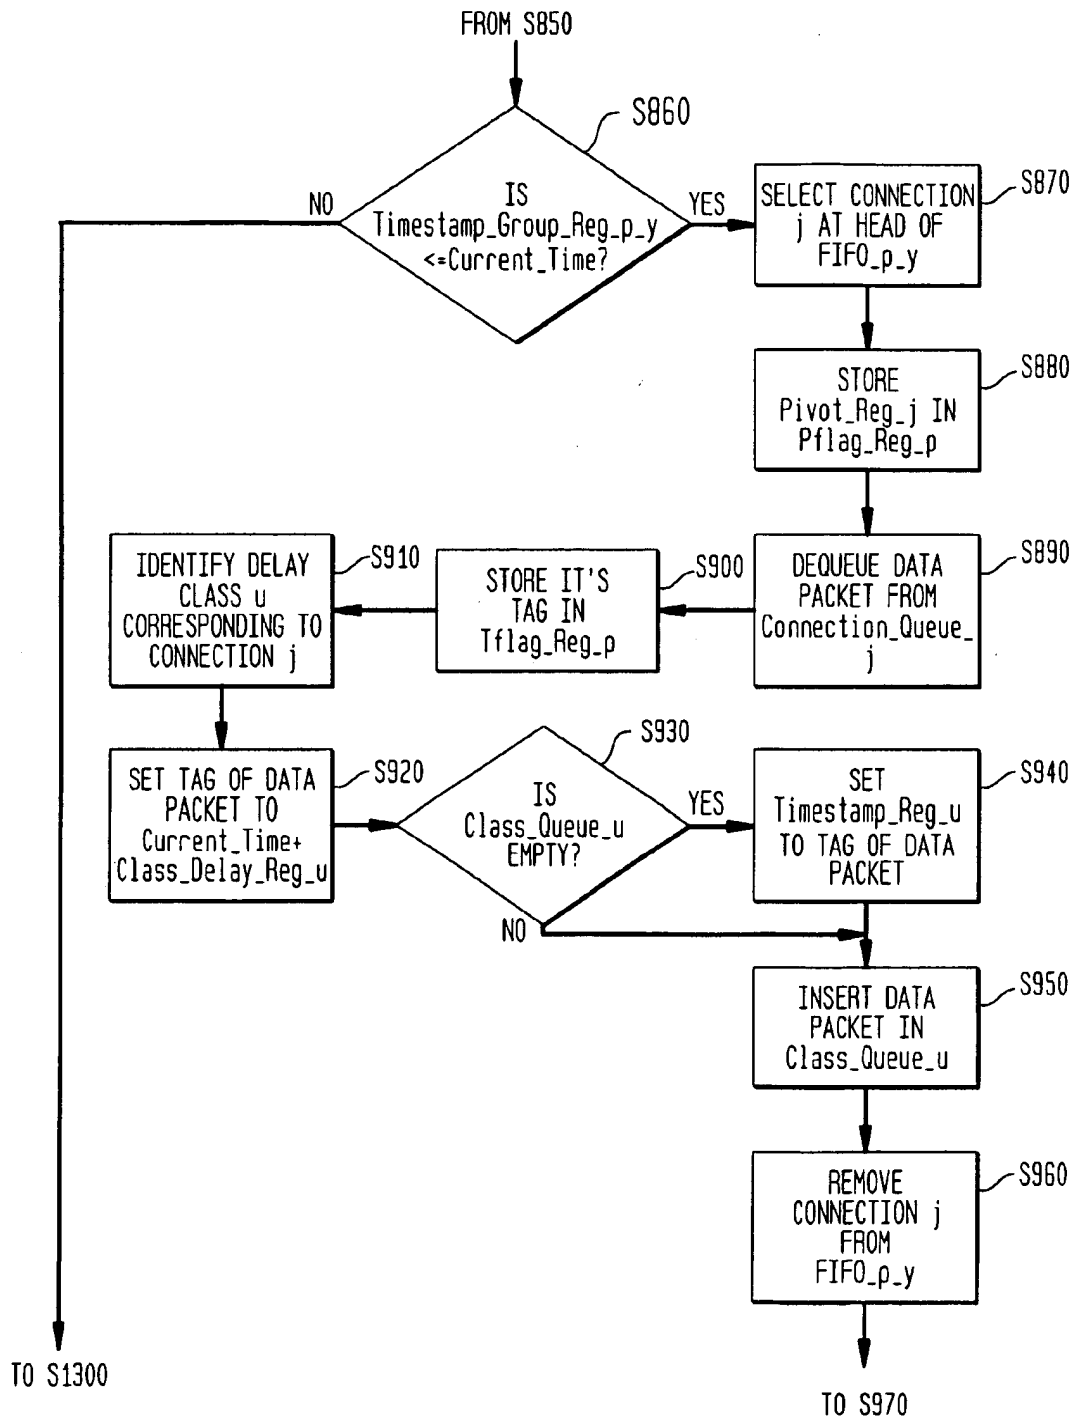 FROM S850
S860
IS
Timestamp_Group_Reg_p_y
<=Current_Time?
NO
YES
SELECT CONNECTION
j AT HEAD OF
FIFO_p_y
S870
STORE
Pivot_Reg_j IN
Pflag_Reg_p
S880
DEQUEUE DATA
PACKET FROM
Connection_Queue_
j
S890
STORE IT'S
TAG IN
Tflag_Reg_p
S900
IDENTIFY DELAY
CLASS u
CORRESPONDING TO
CONNECTION j
S910
SET TAG OF DATA
PACKET TO
Current_Time+
Class_Delay_Reg_u
S920
IS
Class_Queue_u
EMPTY?
S930
YES
NO
SET
Timestamp_Reg_u
TO TAG OF DATA
PACKET
S940
INSERT DATA
PACKET IN
Class_Queue_u
S950
REMOVE
CONNECTION j
FROM
FIFO_p_y
S960
TO S1300
TO S970